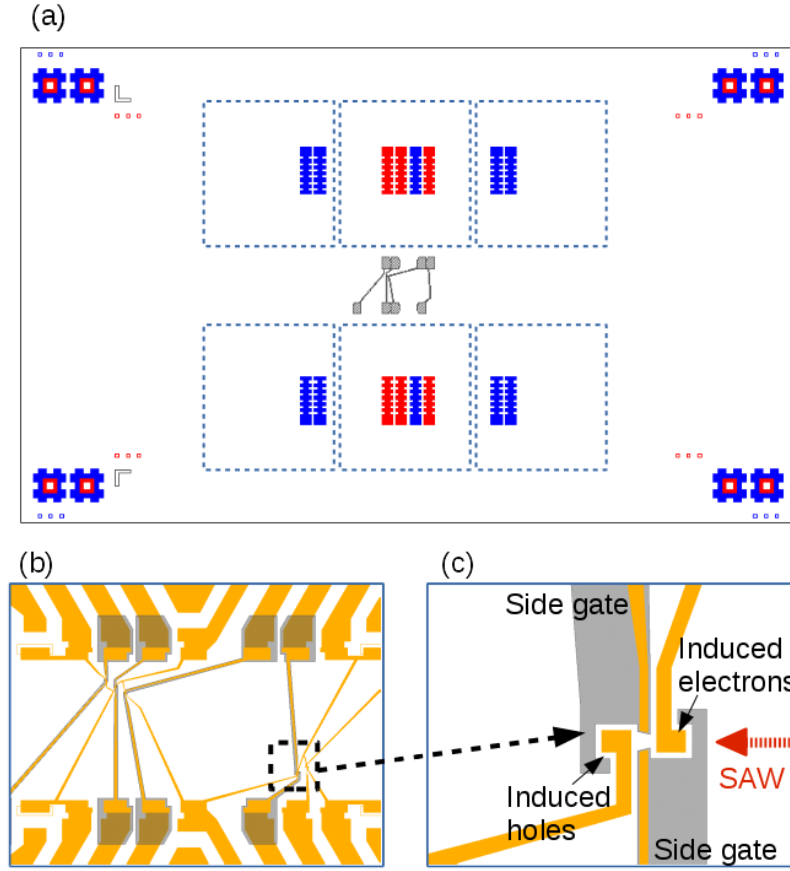 (a)
(b)
(c)
Side gate
Induced
electrons
SAW
Induced
holes
Side gate